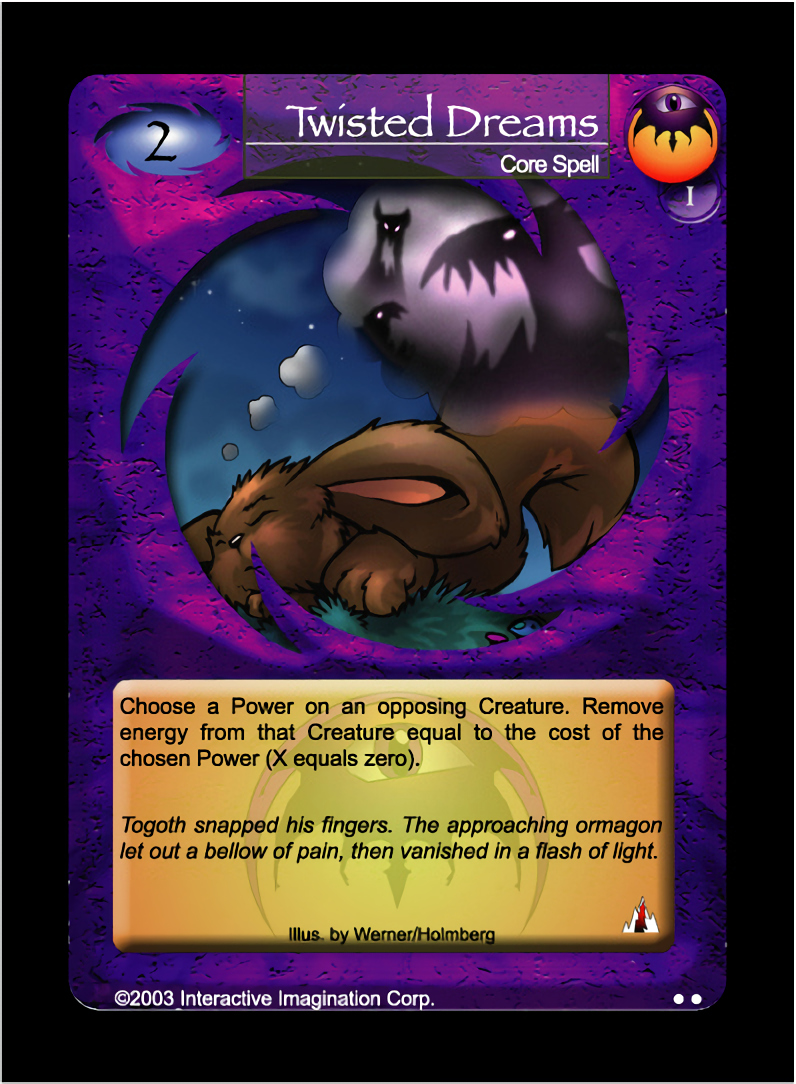 2
Twisted Dreams
Core Spell
I
Choose a Power on an opposing Creature. Remove
energy from that Creature equal to the cost of the
chosen Power (X equals zero).
Togoth snapped his fingers. The approaching ormagon
let out a bellow of pain, then vanished in a flash of light.
Illus. by Werner/Holmberg
©2003 Interactive Imagination Corp.